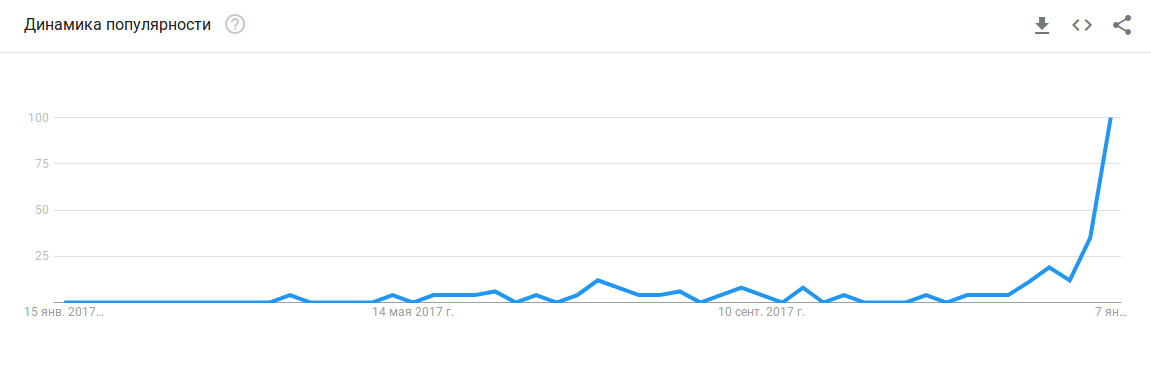 Динамика популярности ?
100
75
50
25
15 янв. 2017…
14 мая 2017 г.
10 сент. 2017 г.
7 ян…